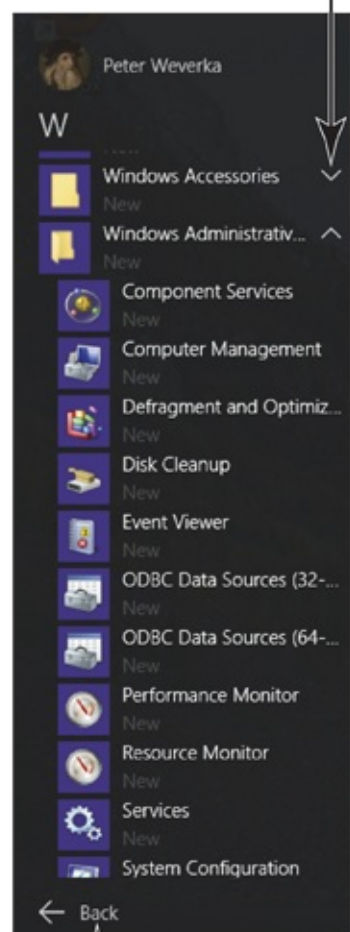 Peter Weverka
W
New
Windows Accessories
New
Windows Administrativ...
New
Component Services
New
Computer Management
New
Defragment and Optimiz...
New
Disk Cleanup
New
Event Viewer
New
ODBC Data Sources (32-...
New
ODBC Data Sources (64-...
New
Performance Monitor
New
Resource Monitor
New
Services
New
System Configuration
Back